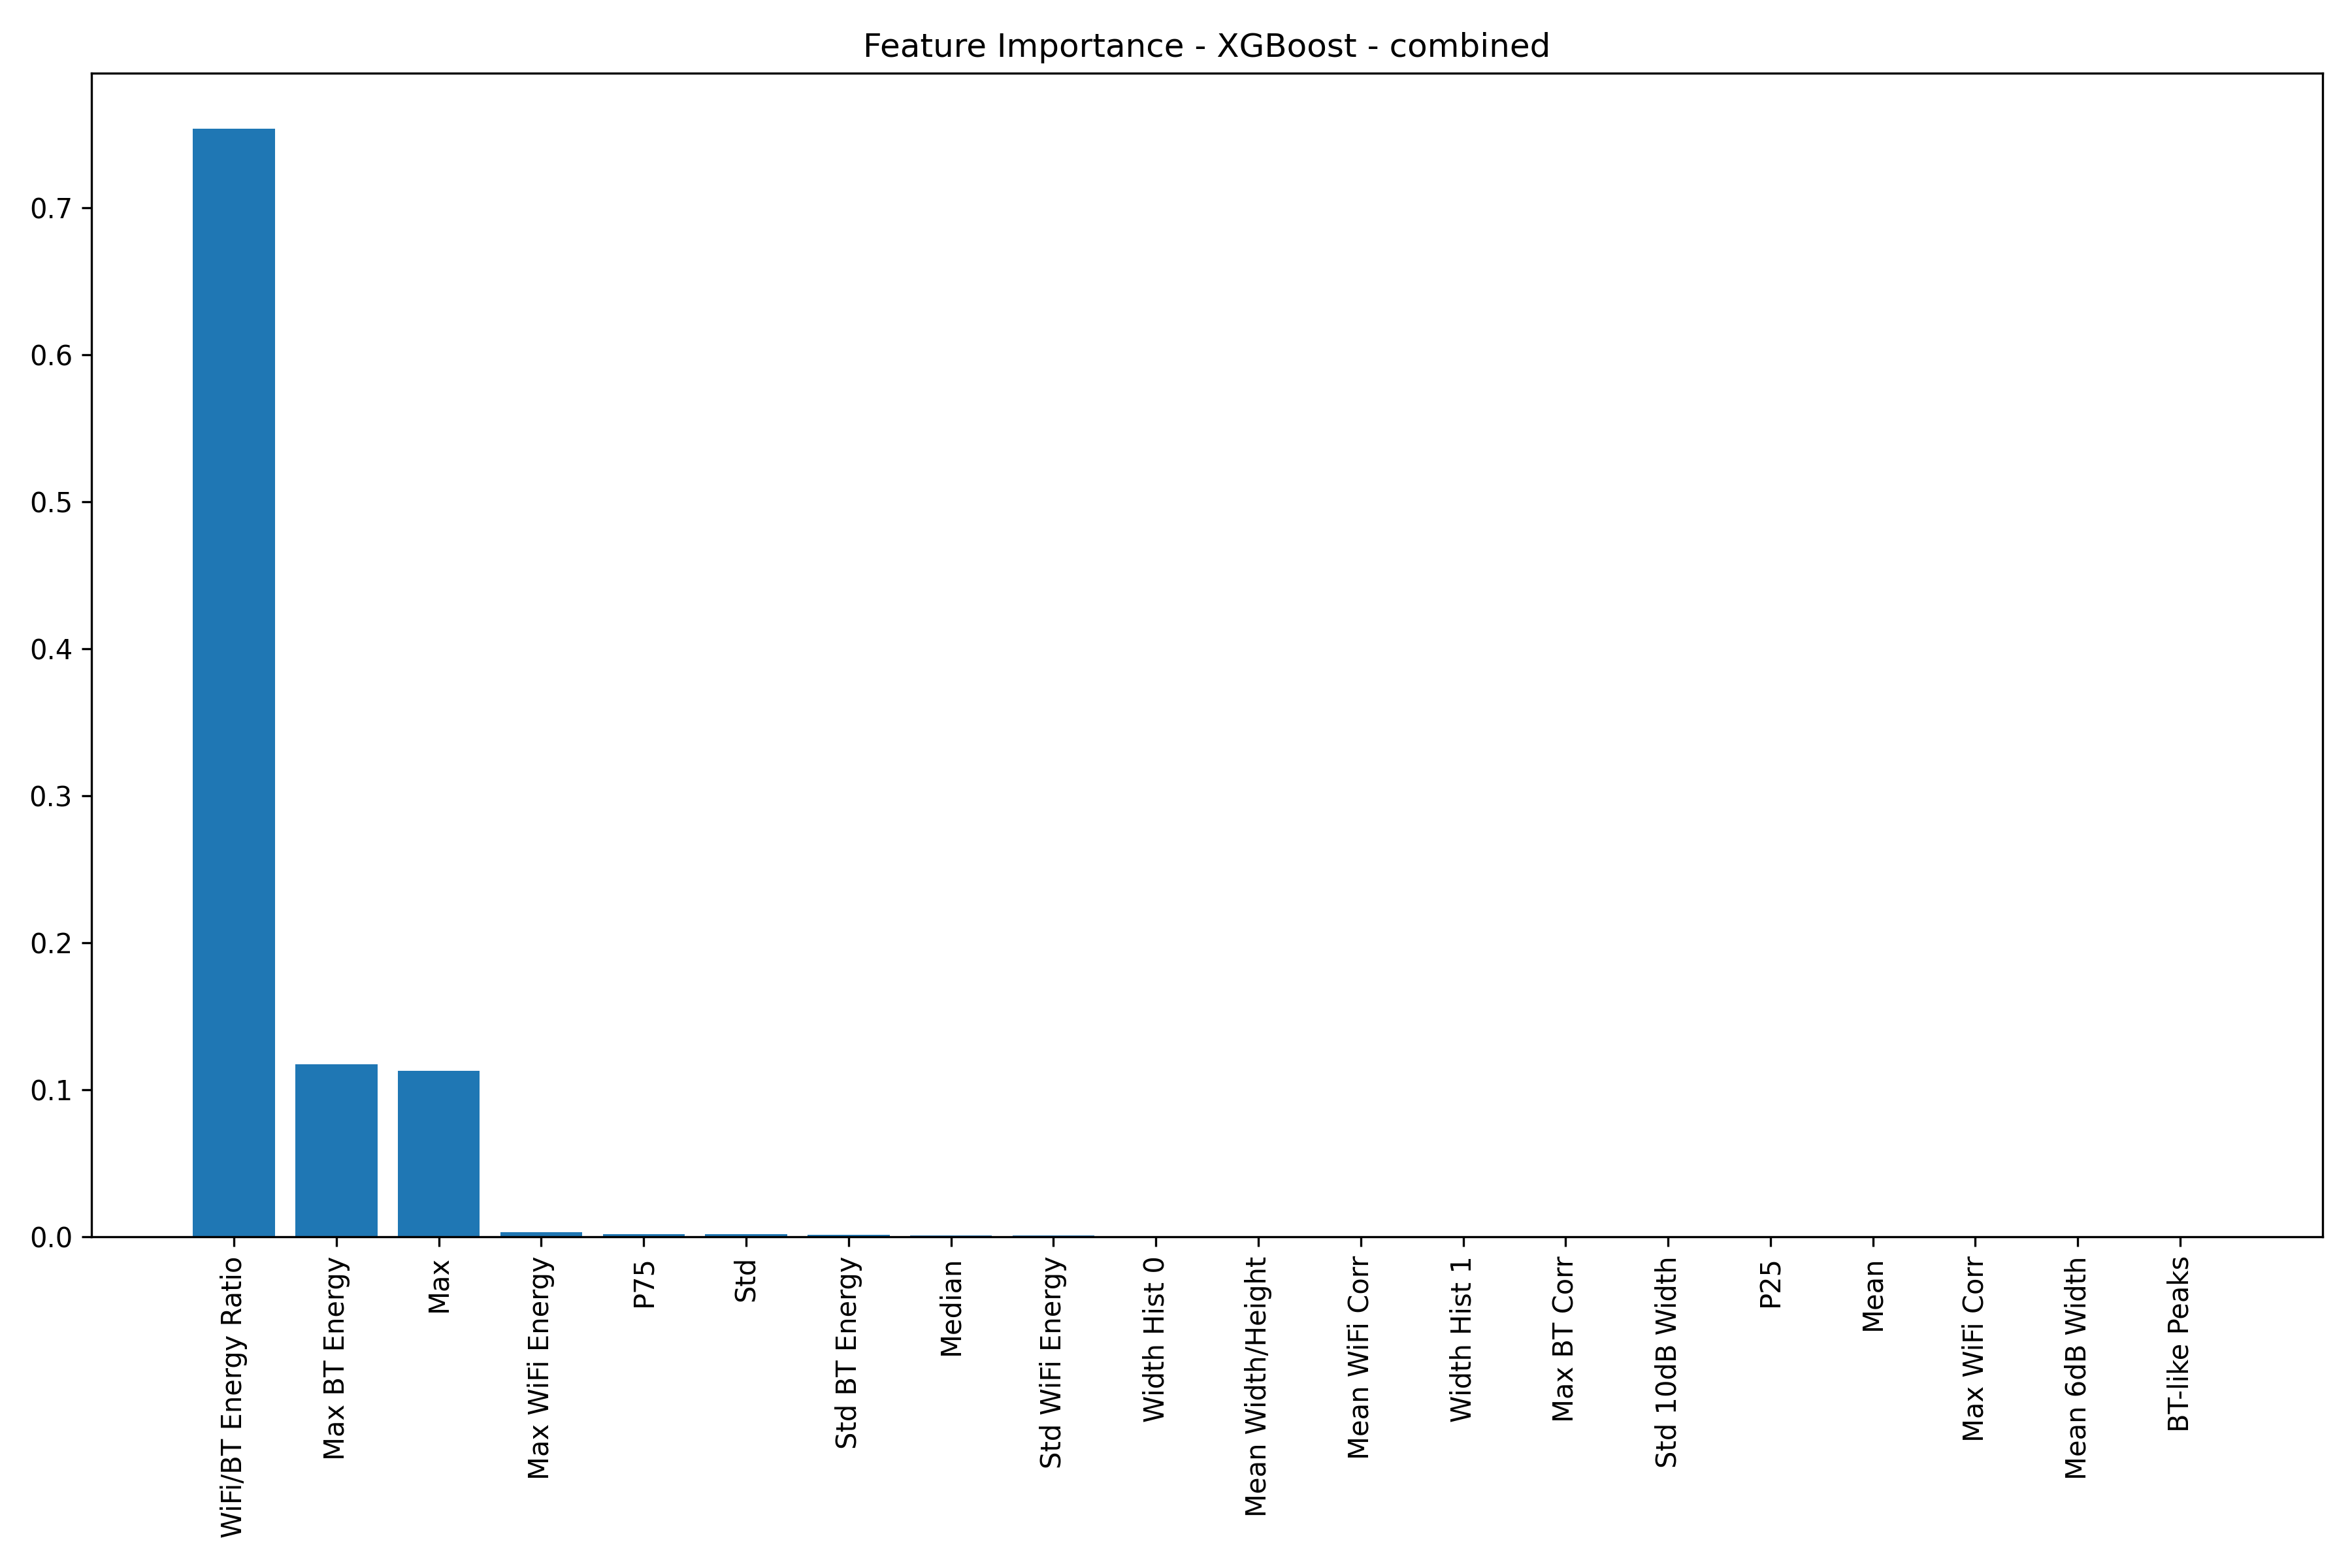 Feature Importance - XGBoost - combined
0.7
0.6
0.5
0.4
0.3
0.2
0.1
0.0
WiFi/BT Energy Ratio
Max BT Energy
Max
Max WiFi Energy
P75
Std
Std BT Energy
Median
Std WiFi Energy
Width Hist 0
Mean Width/Height
Mean WiFi Corr
Width Hist 1
Max BT Corr
Std 10dB Width
P25
Mean
Max WiFi Corr
Mean 6dB Width
BT-like Peaks